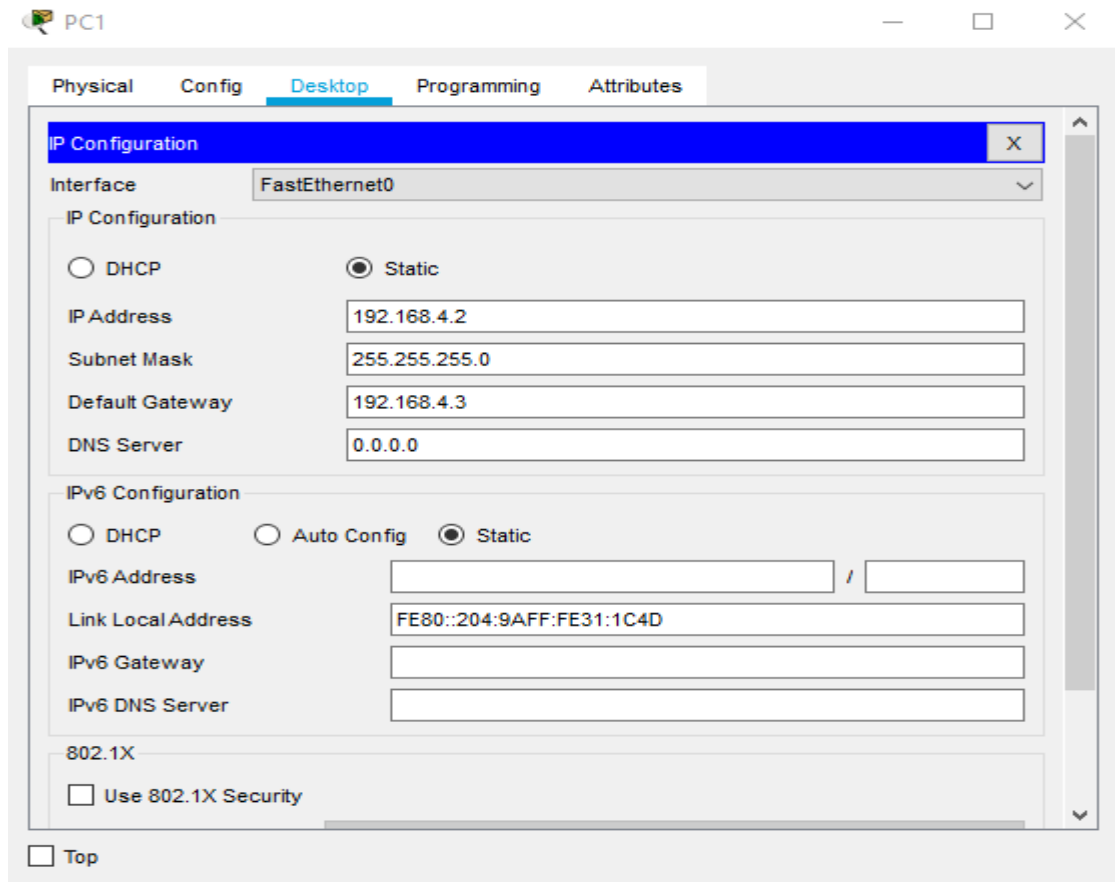 PC1
Physical Config Desktop Programming Attributes
IP Configuration X
Interface FastEthernet0
IP Configuration
DHCP Static
IP Address 192.168.4.2
Subnet Mask 255.255.255.0
Default Gateway 192.168.4.3
DNS Server 0.0.0.0
IPv6 Configuration
DHCP Auto Config Static
IPv6 Address /
Link Local Address FE80::204:9AFF:FE31:1C4D
IPv6 Gateway
IPv6 DNS Server
802.1X
Use 802.1X Security
Top